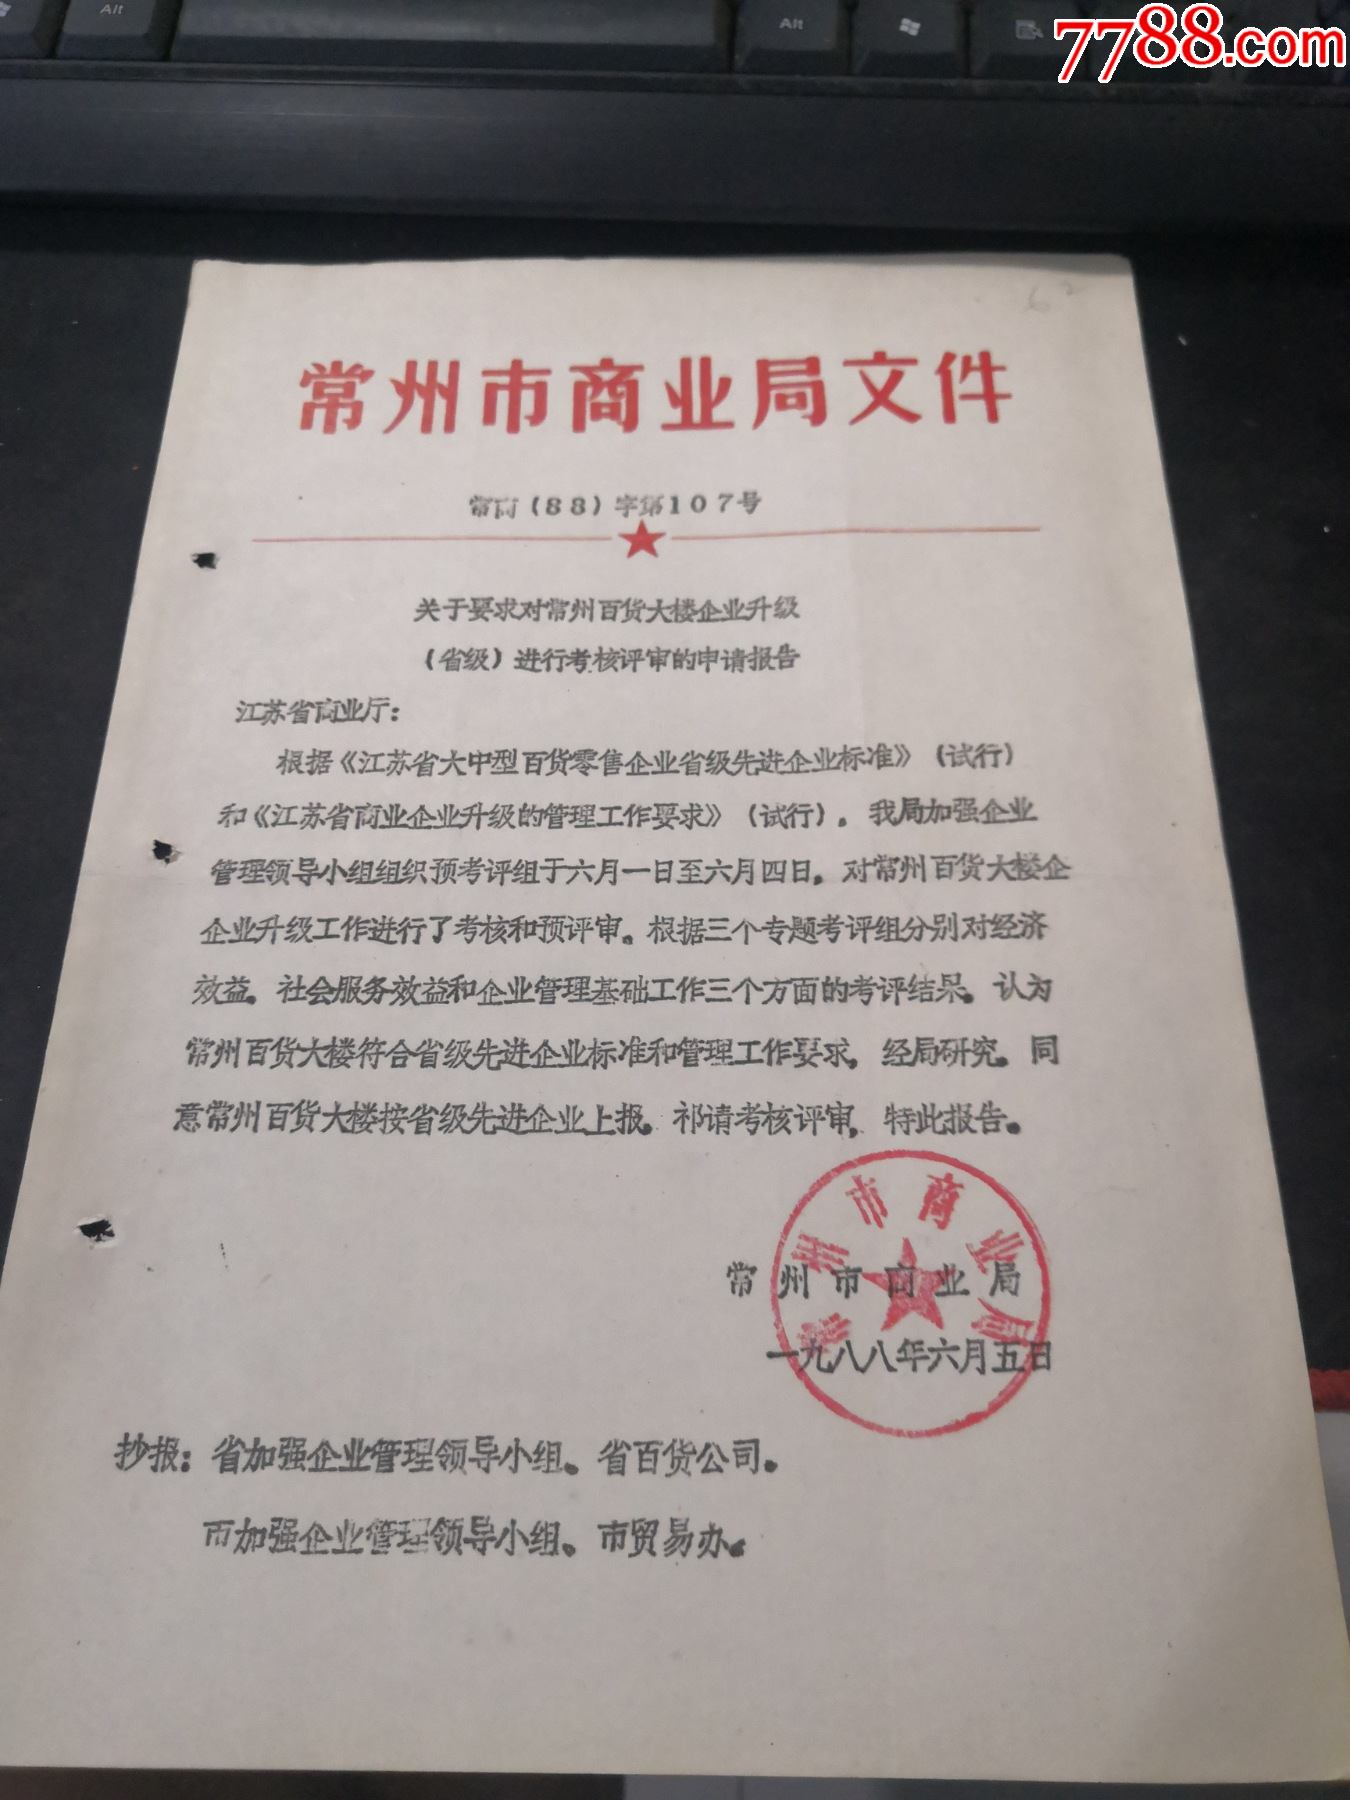 Alt
Alt
7788.com
常州市商业局文件
常商（88）字第107号
关于要求对常州百货大楼企业升级
（省级）进行考核评审的申请报告
江苏省商业厅：
根据《江苏省大中型百货零售企业省级先进企业标准》（试行）
和《江苏省商业企业升级的管理工作要求》（试行）．我局加强企业
管理领导小组组织预考评组于六月一日至六月四日．对常州百货大楼企
企业升级工作进行了考核和预评审。根据三个专题考评组分别对经济
效益．社会服务效益和企业管理基础工作三个方面的考评结果．认为
常州百货大楼符合省级先进企业标准和管理工作要求，经局研究．同
意常州百货大楼按省级先进企业上报。祁请考核评审，特此报告。
常州市商业局
常州市商业局
一九八八年六月五日
抄报：省加强企业管理领导小组、省百货公司。
市加强企业管理领导小组、市贸易办。